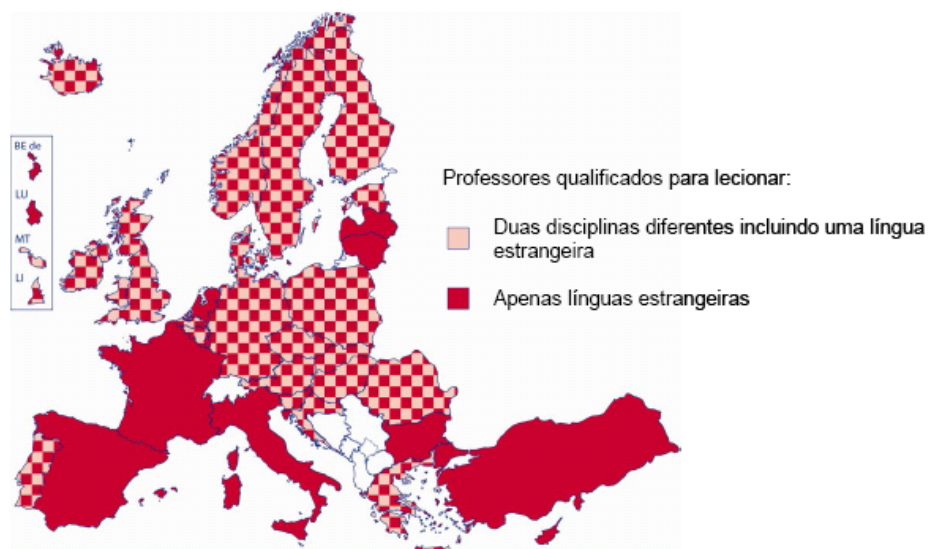 BE de
LU
MT
LI
Professores qualificados para lecionar:
Duas disciplinas diferentes incluindo uma língua
estrangeira
Apenas línguas estrangeiras